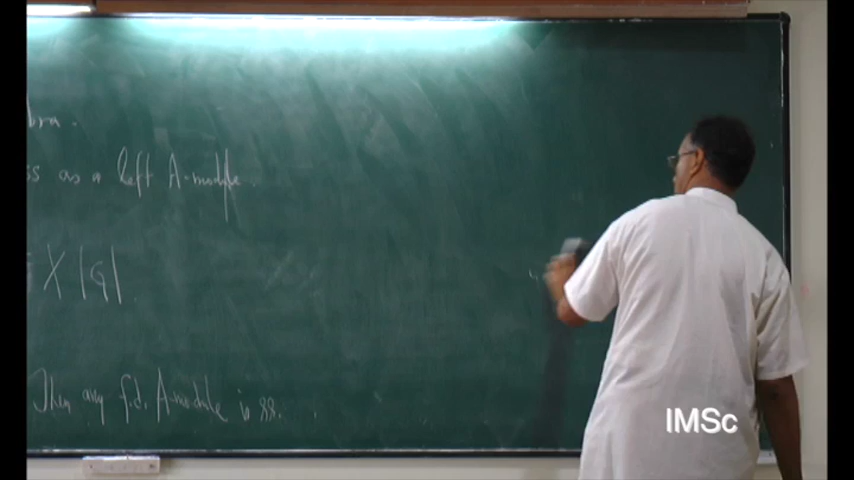 bra.
ss as a left A-module.
X |G|
Then any f.d. A-module is ss.
IMSc